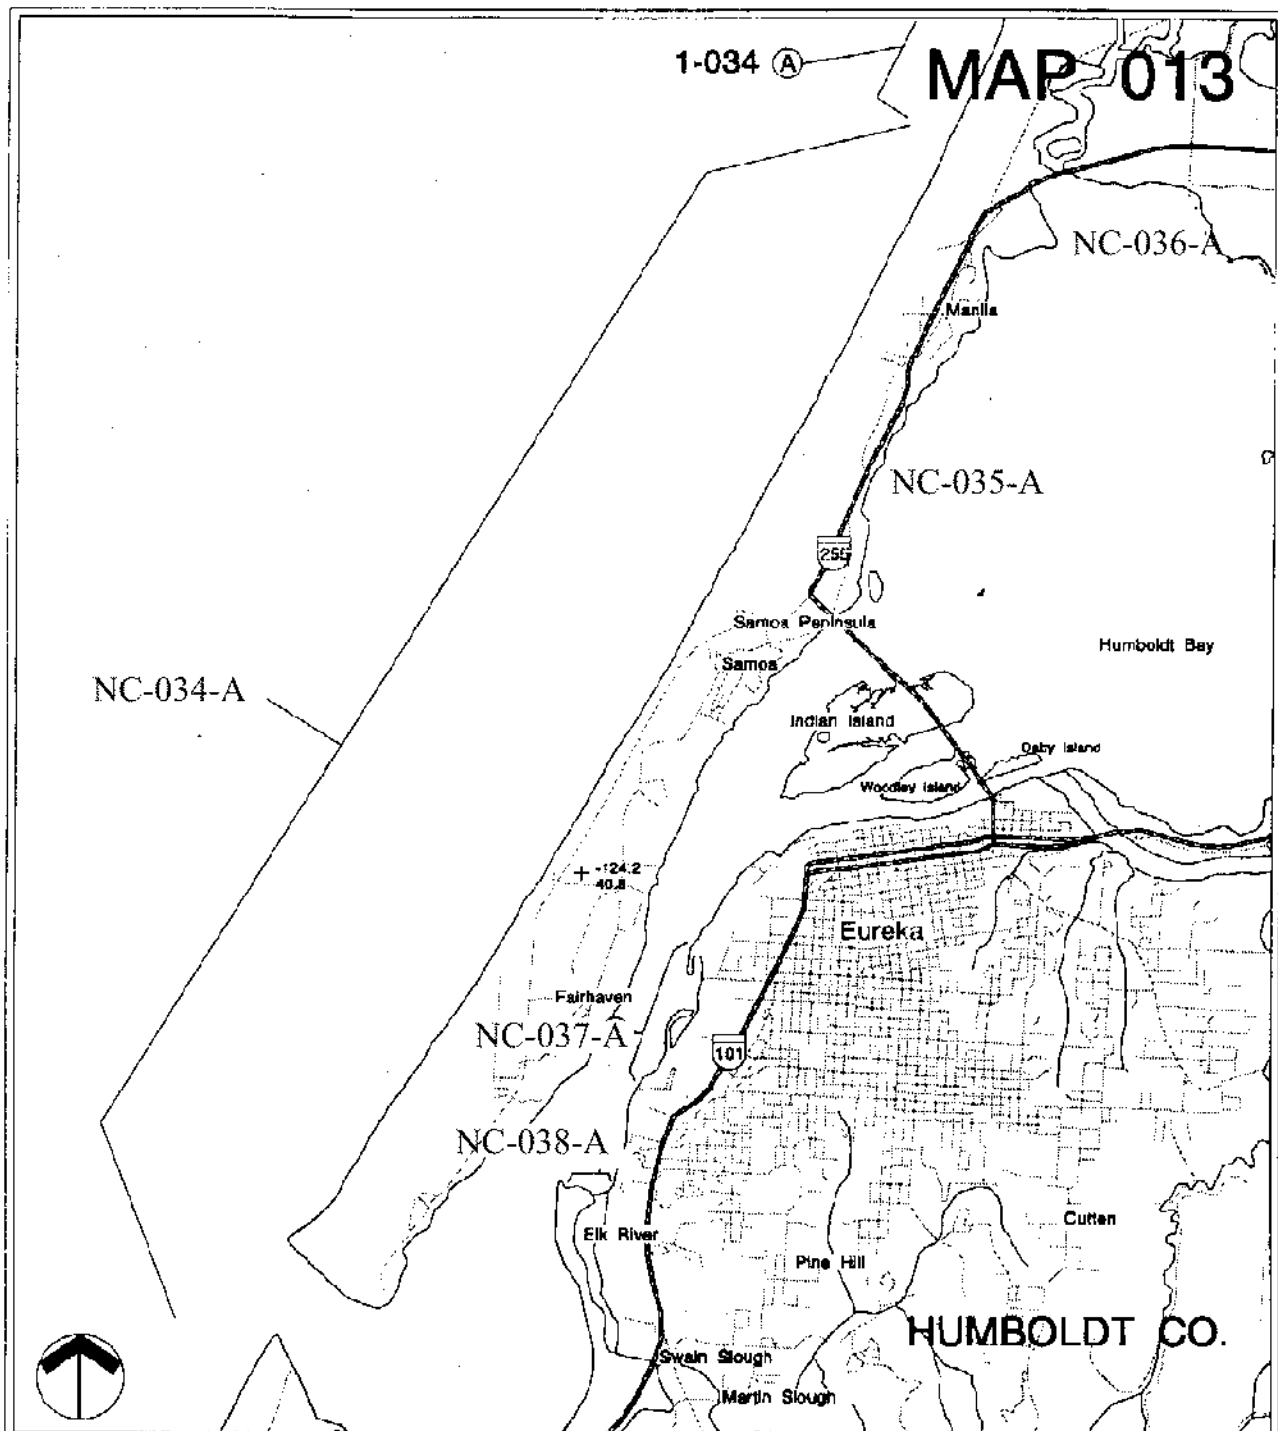 1-034 A
MAP 013
NC-036-A
Manila
NC-035-A
255
Samoa Peninsula
Humboldt Bay
Samoa
NC-034-A
Indian Island
Daby Island
Woodley Island
-124.2
40.8
Eureka
Fairhaven
NC-037-A
101
NC-038-A
Cutten
Elk River
Pine Hill
HUMBOLDT CO.
Swain Slough
Martin Slough